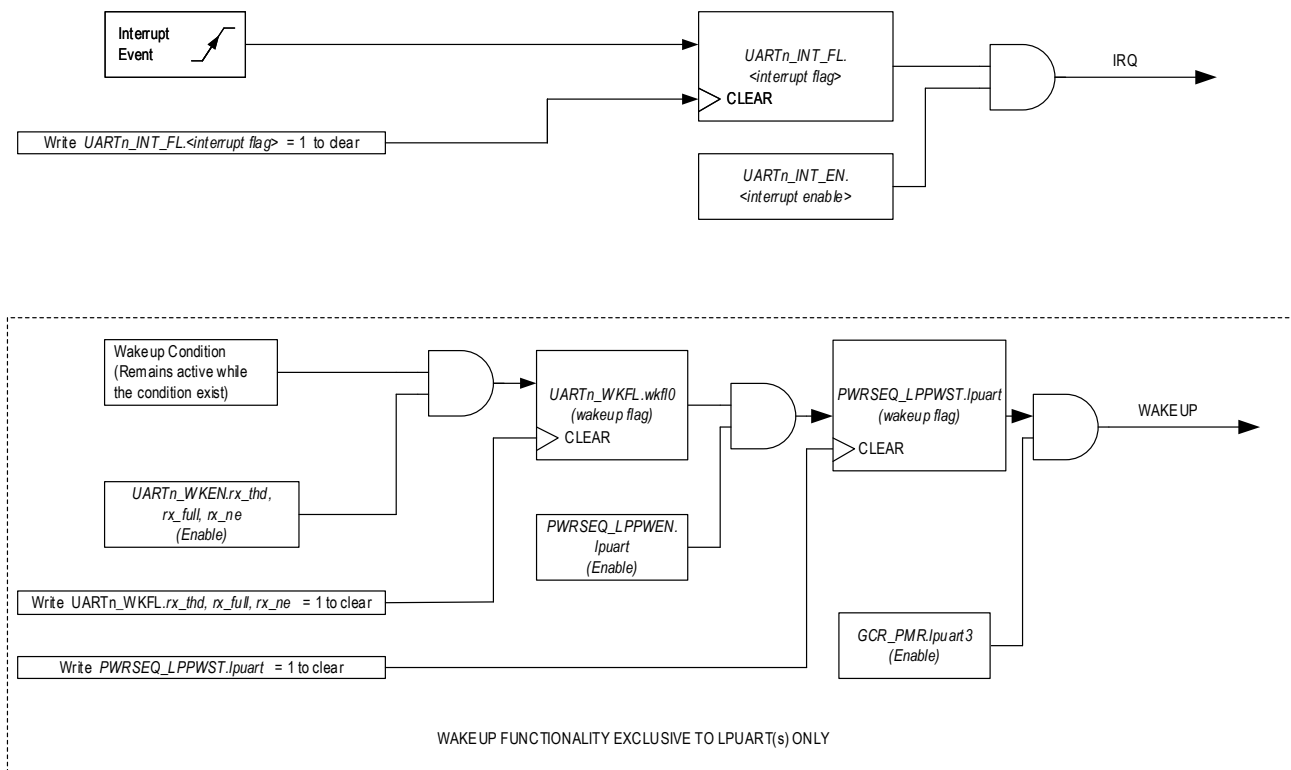 Interrupt
Event
UARTn_INT_FL.
<interrupt flag>
CLEAR
IRQ
Write UARTn_INT_FL.<interrupt flag> = 1 to clear
UARTn_INT_EN.
<interrupt enable>
Wakeup Condition
(Remains active while
the condition exist)
UARTn_WKFL.wkfl0
(wakeup flag)
CLEAR
PWRSEQ_LPPWST.lpuart
(wakeup flag)
CLEAR
WAKEUP
UARTn_WKEN.rx_thd,
rx_full, rx_ne
(Enable)
PWRSEQ_LPPWEN.
lpuart
(Enable)
Write UARTn_WKFL.rx_thd, rx_full, rx_ne = 1 to clear
GCR_PMR.lpuart3
(Enable)
Write PWRSEQ_LPPWST.lpuart = 1 to clear
WAKEUP FUNCTIONALITY EXCLUSIVE TO LPUART(s) ONLY